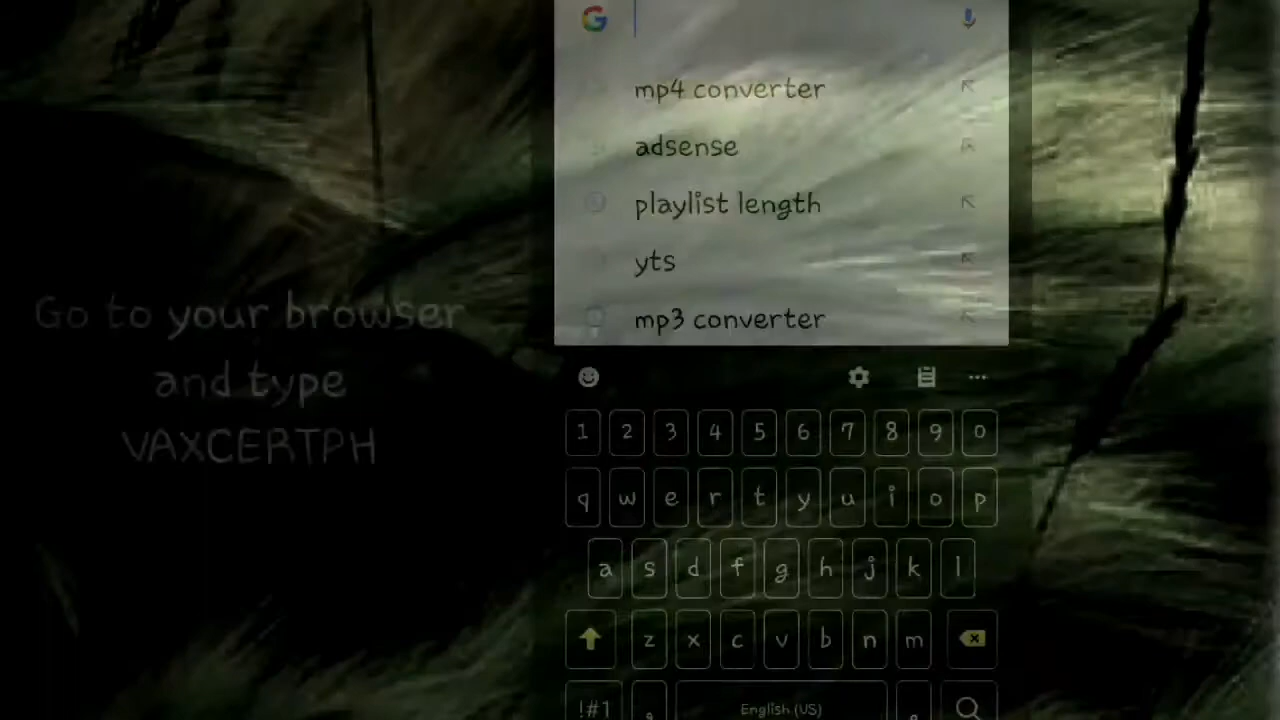 mp4 converter
adsense
playlist length
yts
mp3 converter
Go to your browser
and type
VAXCERTPH
1 2 3 4 5 6 7 8 9 0
q w e r t y u i o p
a s d f g h j k l
z x c v b n m
!#1 , English (US) .